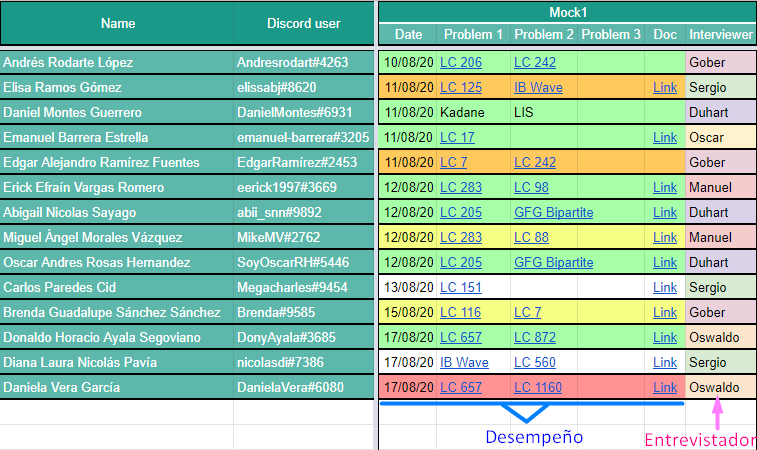 Name Discord user Mock1
Date Problem 1 Problem 2 Problem 3 Doc Interviewer
Andrés Rodarte López Andresrodart#4263 10/08/20 LC 206 LC 242 Gober
Elisa Ramos Gómez elissabj#8620 11/08/20 LC 125 IB Wave Link Sergio
Daniel Montes Guerrero DanielMontes#6931 11/08/20 Kadane LIS Duhart
Emanuel Barrera Estrella emanuel-barrera#3205 11/08/20 LC 17 Link Oscar
Edgar Alejandro Ramírez Fuentes EdgarRamírez#2453 11/08/20 LC 7 LC 242 Gober
Erick Efraín Vargas Romero eerick1997#3669 12/08/20 LC 283 LC 98 Link Manuel
Abigail Nicolas Sayago abii_snn#9892 12/08/20 LC 205 GFG Bipartite Link Duhart
Miguel Ángel Morales Vázquez MikeMV#2762 12/08/20 LC 283 LC 88 Link Manuel
Oscar Andres Rosas Hernandez SoyOscarRH#5446 12/08/20 LC 205 GFG Bipartite Link Duhart
Carlos Paredes Cid Megacharles#9454 13/08/20 LC 151 Link Sergio
Brenda Guadalupe Sánchez Sánchez Brenda#9585 15/08/20 LC 116 LC 7 Link Gober
Donaldo Horacio Ayala Segoviano DonyAyala#3685 17/08/20 LC 657 LC 872 Link Oswaldo
Diana Laura Nicolás Pavía nicolasdi#7386 17/08/20 IB Wave LC 560 Link Sergio
Daniela Vera García DanielaVera#6080 17/08/20 LC 657 LC 1160 Link Oswaldo
Desempeño Entrevistador